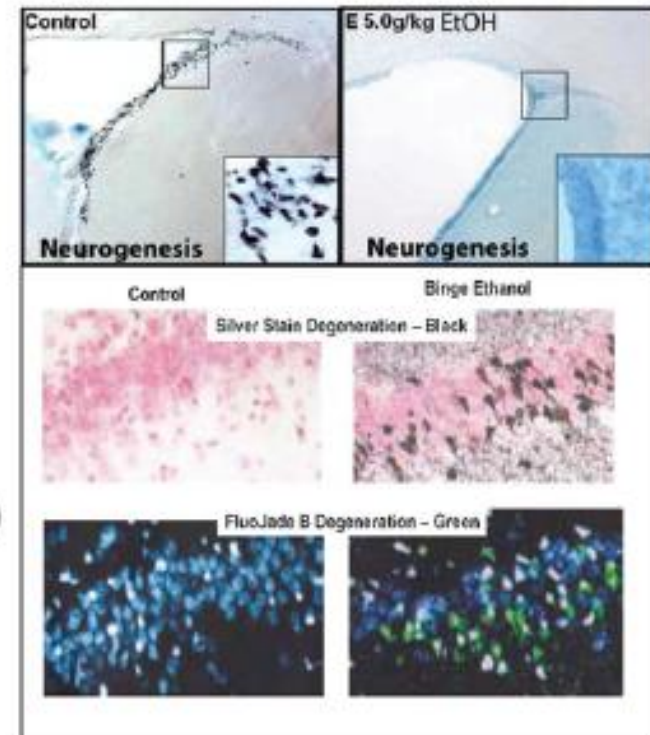 Control
E 5.0g/kg EtOH
Neurogenesis
Neurogenesis
Control
Binge Ethanol
Silver Stain Degeneration – Black
FluoJade B Degeneration – Green